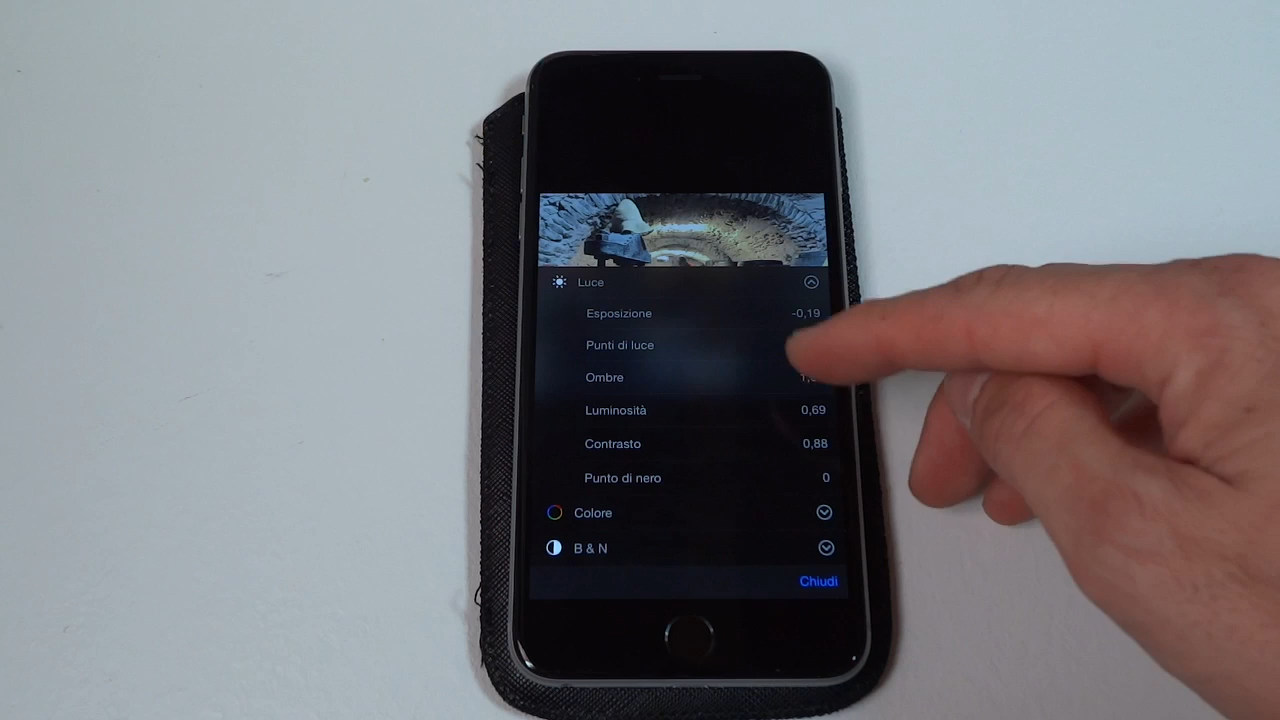 Luce
Esposizione -0,19
Punti di luce
Ombre
Luminosità 0,69
Contrasto 0,88
Punto di nero 0
Colore
B & N
Chiudi